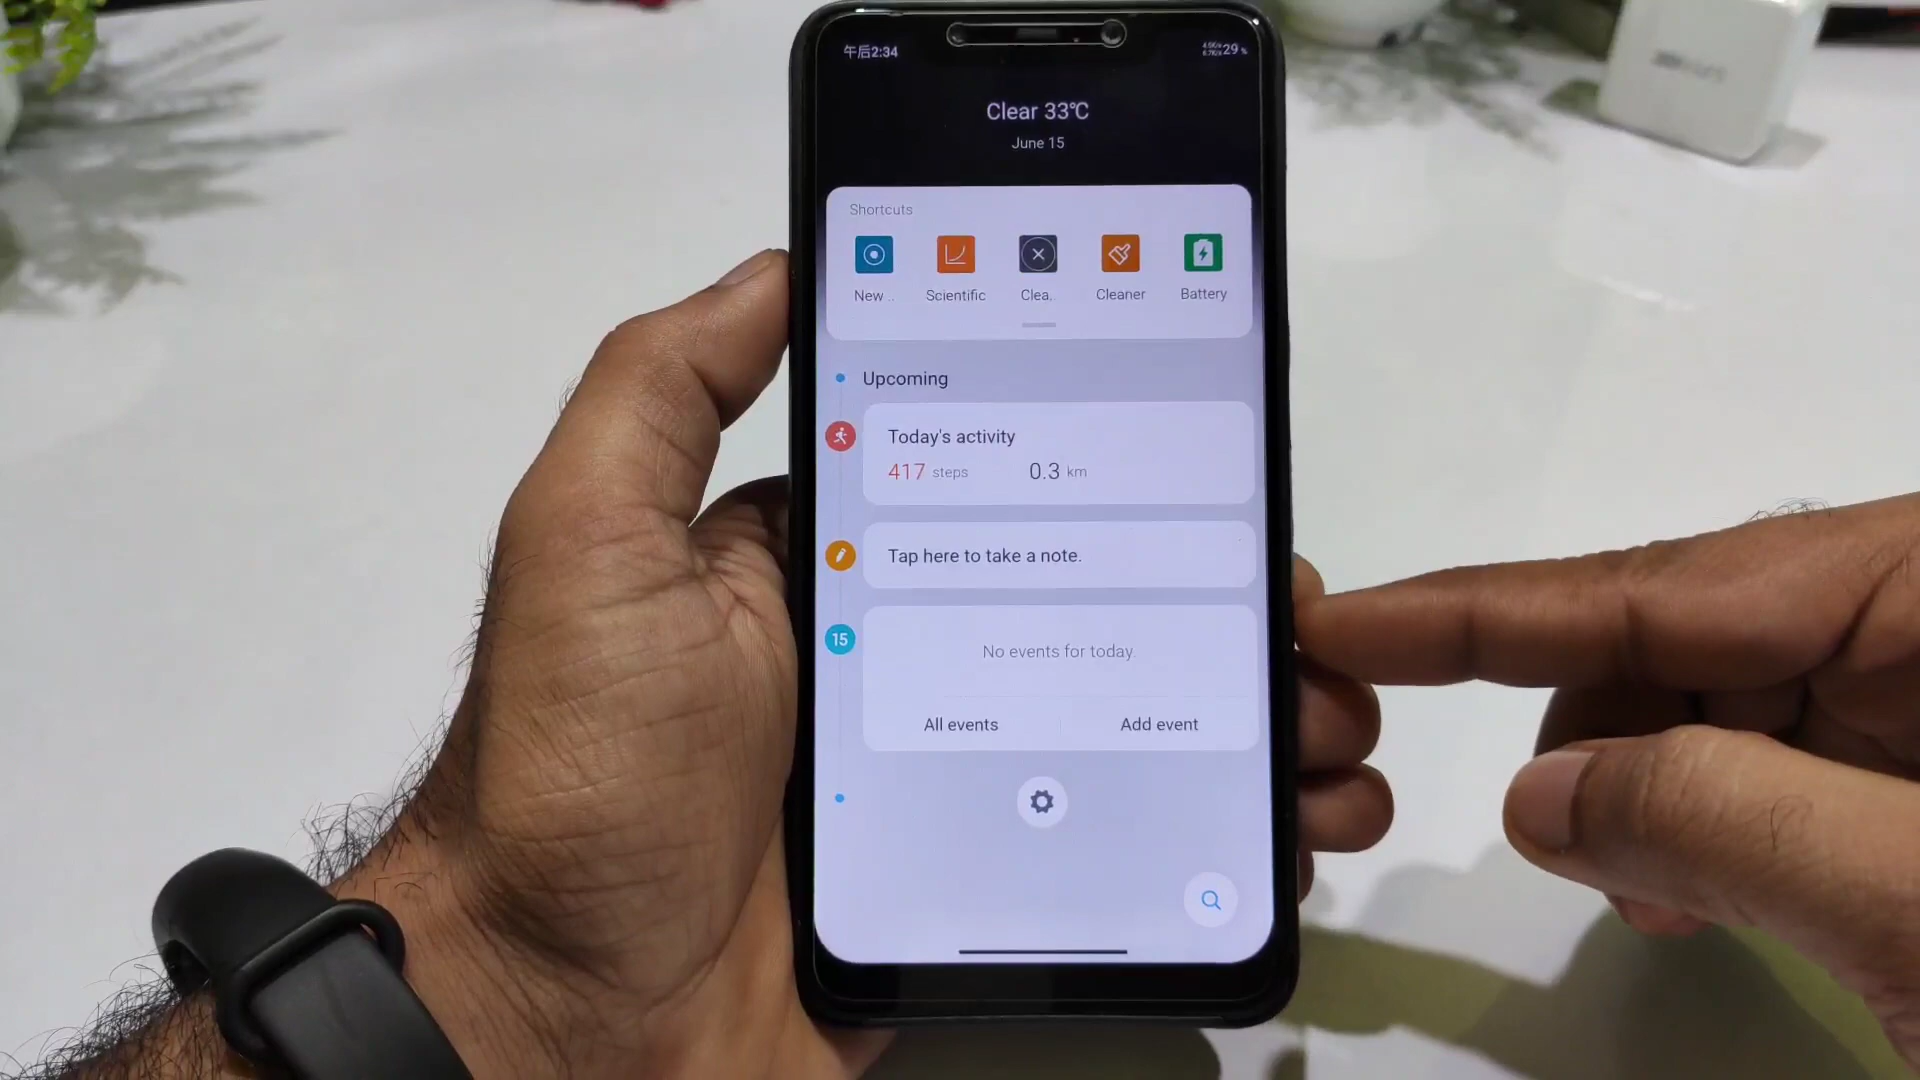 午后2:34
29%
Clear 33℃
June 15
Shortcuts
New ..
Scientific
Clea.
Cleaner
Battery
Upcoming
Today's activity
417 steps 0.3 km
Tap here to take a note.
15
No events for today.
All events Add event